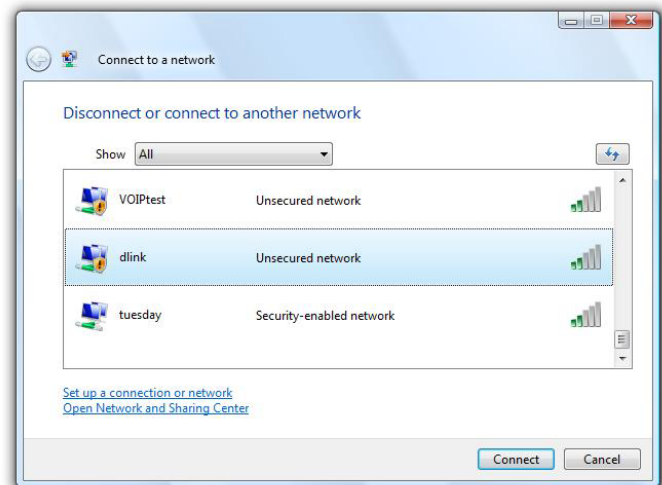 Connect to a network
Disconnect or connect to another network
Show All
VOIPtest Unsecured network
dlink Unsecured network
tuesday Security-enabled network
Set up a connection or network
Open Network and Sharing Center
Connect Cancel